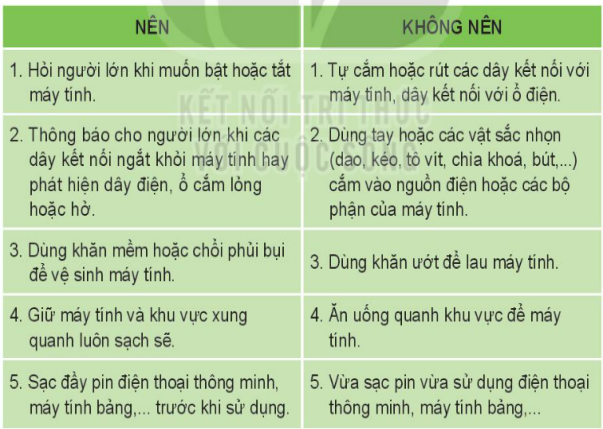 NÊN
KHÔNG NÊN
1. Hỏi người lớn khi muốn bật hoặc tắt
máy tính.
1. Tự cắm hoặc rút các dây kết nối với
máy tính, dây kết nối với ổ điện.
2. Thông báo cho người lớn khi các
dây kết nối ngắt khỏi máy tính hay
phát hiện dây điện, ổ cắm lỏng
hoặc hở.
2. Dùng tay hoặc các vật sắc nhọn
(dao, kéo, tô vít, chìa khoá, bút,...)
cắm vào nguồn điện hoặc các bộ
phận của máy tính.
3. Dùng khăn mềm hoặc chổi phủi bụi
để vệ sinh máy tính.
3. Dùng khăn ướt để lau máy tính.
4. Giữ máy tính và khu vực xung
quanh luôn sạch sẽ.
4. Ăn uống quanh khu vực để máy
tính.
5. Sạc đầy pin điện thoại thông minh,
máy tính bảng,... trước khi sử dụng.
5. Vừa sạc pin vừa sử dụng điện thoại
thông minh, máy tính bảng,...
KẾT NỐI TRI THỨC
VỚI CUỘC SỐNG